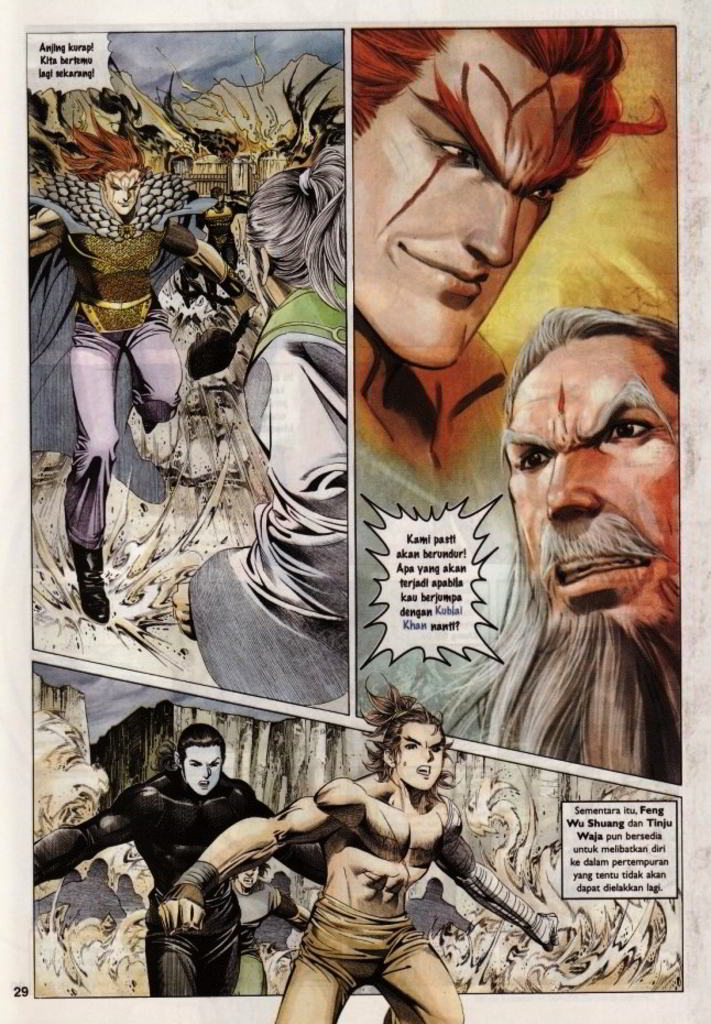 Anjing kurap!
Kita bertemu
lagi sekarang!
Kami pasti
akan berundur!
Apa yang akan
terjadi apabila
kau berjumpa
dengan Kublai
Khan nanti?
Sementara itu, Feng
Wu Shuang dan Tinju
Waja pun bersedia
untuk melibatkan diri
ke dalam pertempuran
yang tentu tidak akan
dapat dielakkan lagi.
29